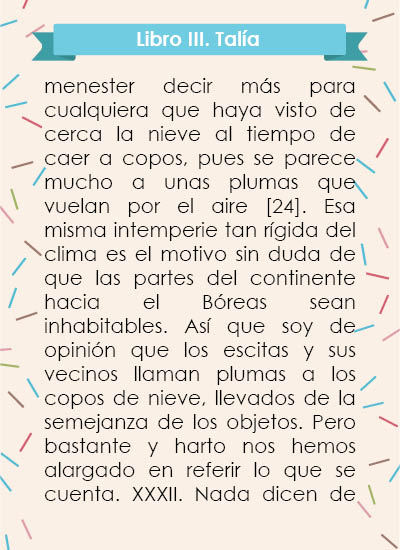 Libro III. Talía
menester decir más para
cualquiera que haya visto de
cerca la nieve al tiempo de
caer a copos, pues se parece
mucho a unas plumas que
vuelan por el aire [24]. Esa
misma intemperie tan rígida del
clima es el motivo sin duda de
que las partes del continente
hacia el Bóreas sean
inhabitables. Así que soy de
opinión que los escitas y sus
vecinos llaman plumas a los
copos de nieve, llevados de la
semejanza de los objetos. Pero
bastante y harto nos hemos
alargado en referir lo que se
cuenta. XXXII. Nada dicen de